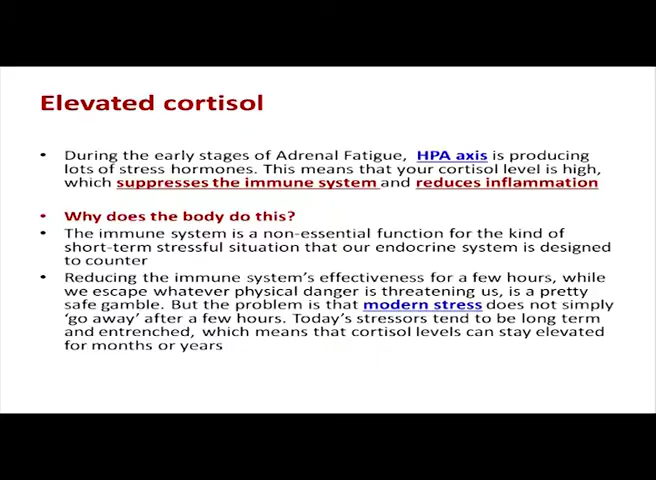 Elevated cortisol
• During the early stages of Adrenal Fatigue, HPA axis is producing
lots of stress hormones. This means that your cortisol level is high,
which suppresses the immune system and reduces inflammation
• Why does the body do this?
• The immune system is a non-essential function for the kind of
short-term stressful situation that our endocrine system is designed
to counter
• Reducing the immune system's effectiveness for a few hours, while
we escape whatever physical danger is threatening us, is a pretty
safe gamble. But the problem is that modern stress does not simply
‘go away’ after a few hours. Today's stressors tend to be long term
and entrenched, which means that cortisol levels can stay elevated
for months or years